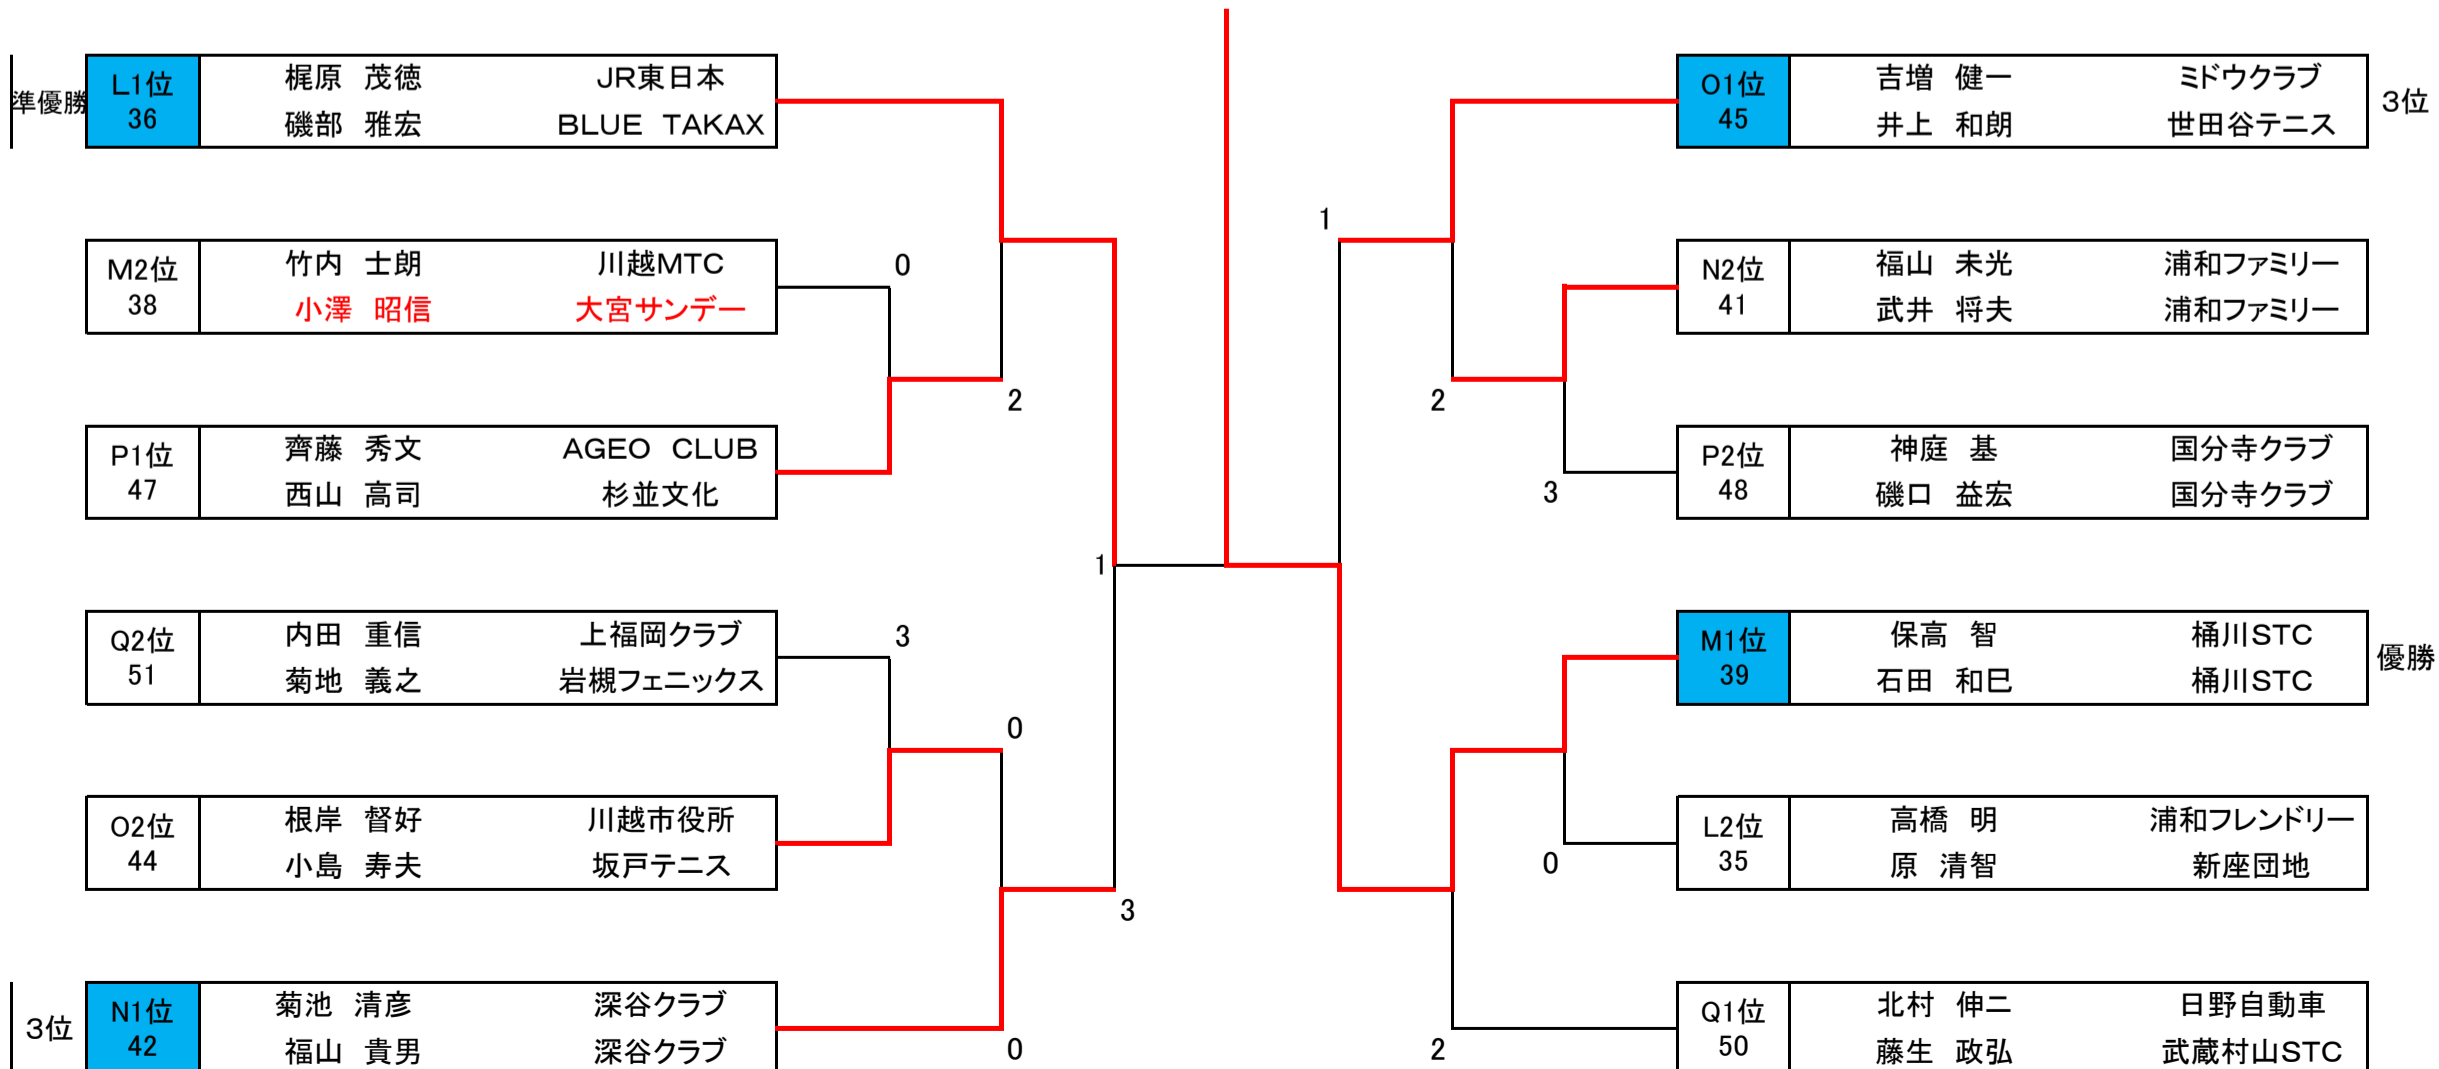 準優勝 L1位 36 梶原　茂徳 JR東日本
磯部　雅宏 BLUE　TAKAX
M2位 38 竹内　士朗 川越MTC
小澤　昭信 大宮サンデー
0
2
P1位 47 齊藤　秀文 AGEO　CLUB
西山　高司 杉並文化
1
Q2位 51 内田　重信 上福岡クラブ
菊地　義之 岩槻フェニックス
3
0
O2位 44 根岸　督好 川越市役所
小島　寿夫 坂戸テニス
3
3位 N1位 42 菊池　清彦 深谷クラブ
福山　貴男 深谷クラブ
0
O1位 45 吉増　健一 ミドウクラブ 3位
井上　和朗 世田谷テニス
1
N2位 41 福山　未光 浦和ファミリー
武井　将夫 浦和ファミリー
2
P2位 48 神庭　基 国分寺クラブ
磯口　益宏 国分寺クラブ
3
M1位 39 保高　智 桶川STC 優勝
石田　和巳 桶川STC
L2位 35 高橋　明 浦和フレンドリー
原　清智 新座団地
0
Q1位 50 北村　伸二 日野自動車
藤生　政弘 武蔵村山STC
2